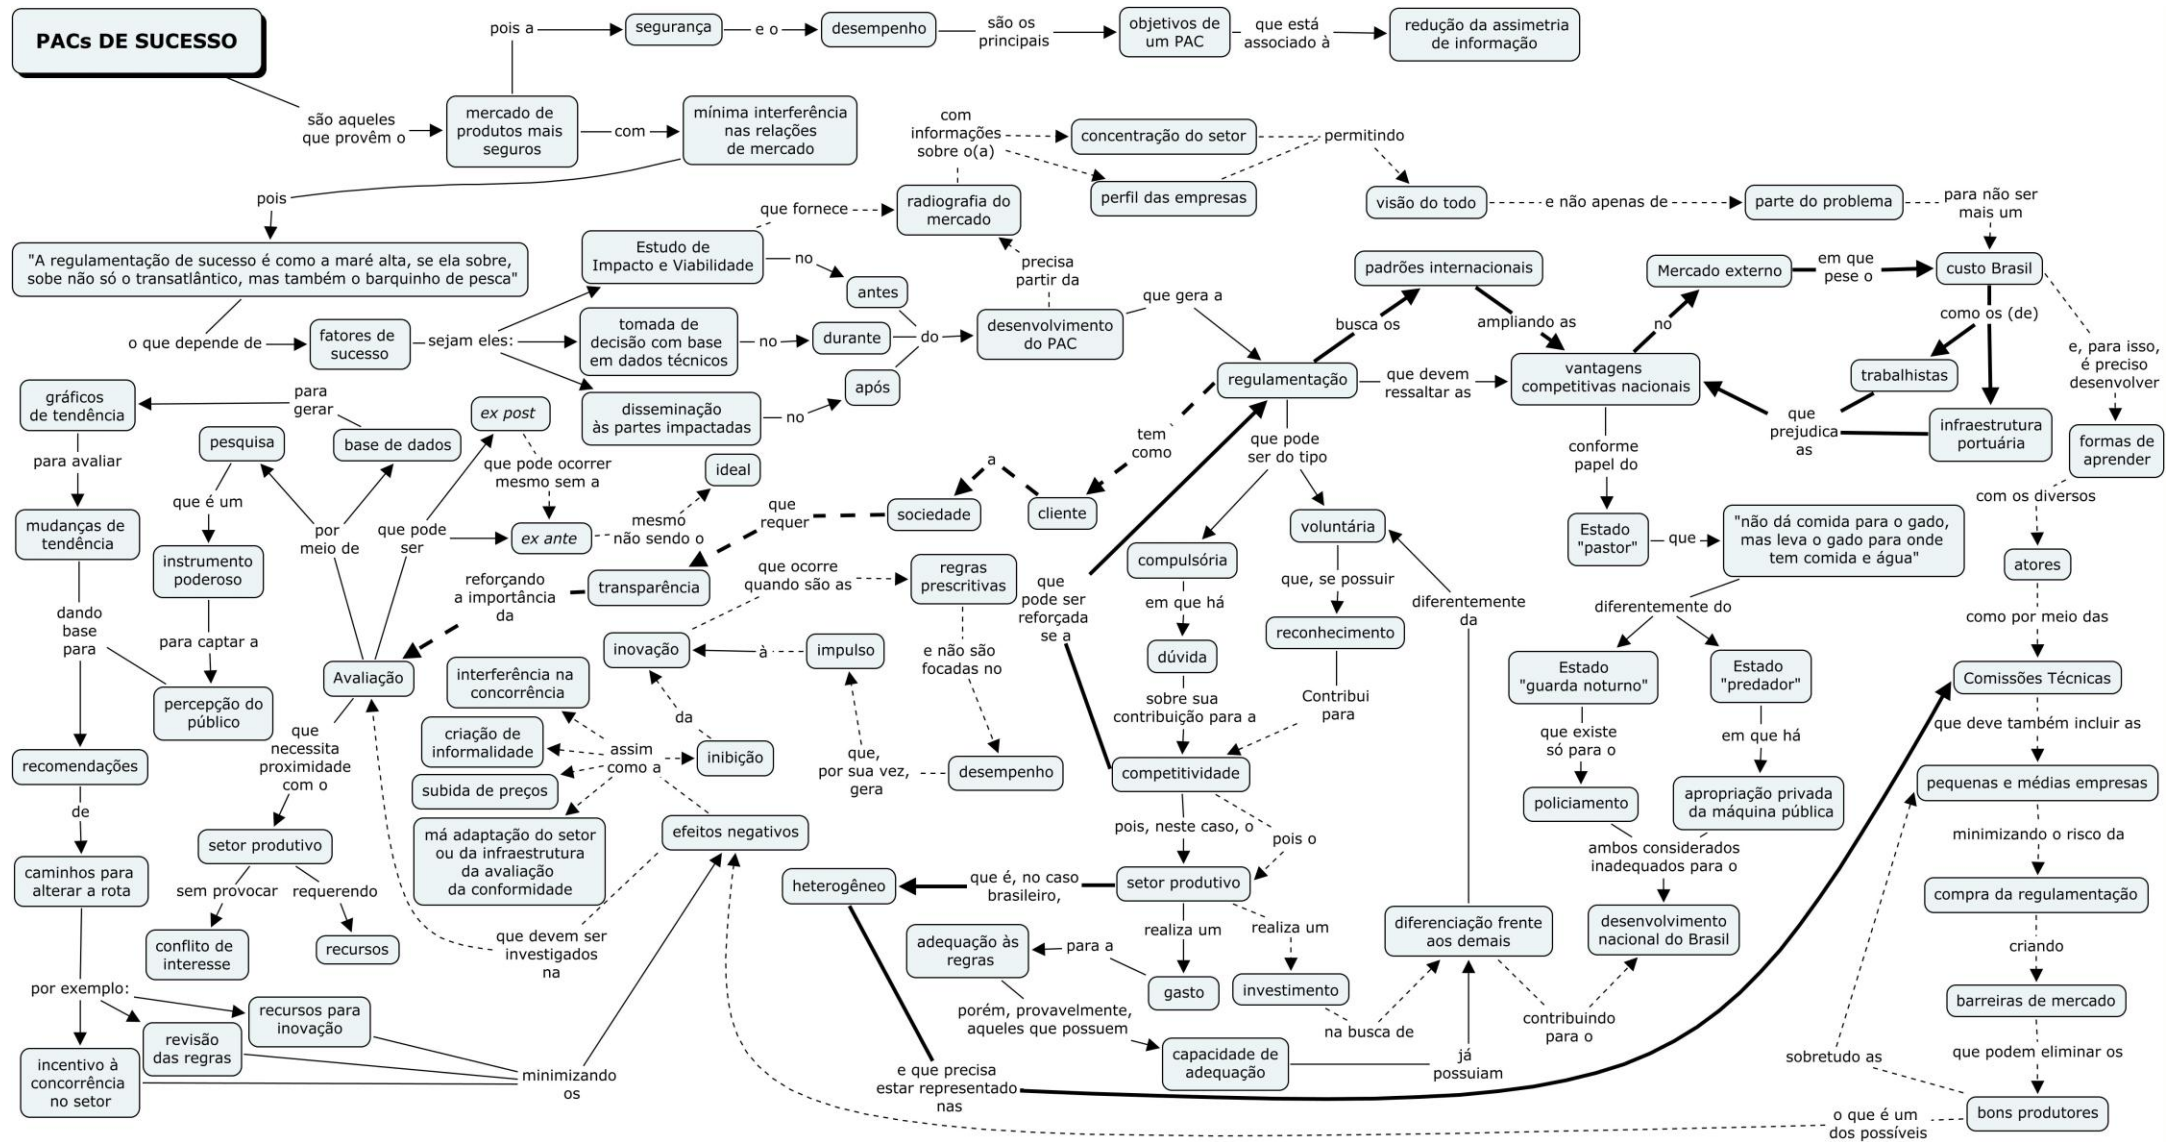 PACs DE SUCESSO
são aqueles
que provêm o
mercado de
produtos mais
seguros
pois a
segurança
e o
desempenho
são os
principais
objetivos de
um PAC
que está
associado à
redução da assimetria
de informação
com
mínima interferência
nas relações
de mercado
pois
"A regulamentação de sucesso é como a maré alta, se ela sobre,
sobe não só o transatlântico, mas também o barquinho de pesca"
o que depende de
fatores de
sucesso
sejam eles:
Estudo de
Impacto e Viabilidade
no
antes
tomada de
decisão com base
em dados técnicos
no
durante
disseminação
às partes impactadas
no
após
do
desenvolvimento
do PAC
precisa
partir da
que fornece
radiografia do
mercado
com
informações
sobre o(a)
concentração do setor
perfil das empresas
permitindo
visão do todo
e não apenas de
parte do problema
para não ser
mais um
custo Brasil
que gera a
regulamentação
busca os
padrões internacionais
ampliando as
que devem
ressaltar as
vantagens
competitivas nacionais
no
Mercado externo
em que
pese o
como os (de)
trabalhistas
infraestrutura
portuária
que
prejudica
as
e, para isso,
é preciso
desenvolver
formas de
aprender
com os diversos
atores
como por meio das
Comissões Técnicas
que deve também incluir as
pequenas e médias empresas
minimizando o risco da
compra da regulamentação
criando
barreiras de mercado
que podem eliminar os
bons produtores
sobretudo as
o que é um
dos possíveis
conforme
papel do
Estado
"pastor"
que
"não dá comida para o gado,
mas leva o gado para onde
tem comida e água"
diferentemente do
Estado
"guarda noturno"
Estado
"predador"
que existe
só para o
policiamento
em que há
apropriação privada
da máquina pública
ambos considerados
inadequados para o
desenvolvimento
nacional do Brasil
que pode
ser do tipo
compulsória
voluntária
em que há
dúvida
sobre sua
contribuição para a
que, se possuir
reconhecimento
Contribui
para
competitividade
que
pode ser
reforçada
se a
pois, neste caso, o
pois o
setor produtivo
que é, no caso
brasileiro,
heterogêneo
e que precisa
estar representado
nas
realiza um
gasto
para a
adequação às
regras
porém, provavelmente,
aqueles que possuem
capacidade de
adequação
já
possuiam
realiza um
investimento
na busca de
diferenciação frente
aos demais
diferentemente
da
contribuindo
para o
tem
como
cliente
a
sociedade
que
requer
transparência
reforçando
a importância
da
Avaliação
que pode
ser
ex post
que pode ocorrer
mesmo sem a
ex ante
mesmo
não sendo o
ideal
por
meio de
pesquisa
base de dados
para
gerar
gráficos
de tendência
para avaliar
mudanças de
tendência
que é um
instrumento
poderoso
para captar a
percepção do
público
dando
base
para
recomendações
de
caminhos para
alterar a rota
por exemplo:
recursos para
inovação
revisão
das regras
incentivo à
concorrência
no setor
minimizando
os
efeitos negativos
que
necessita
proximidade
com o
setor produtivo
sem provocar
conflito de
interesse
requerendo
recursos
que devem ser
investigados
na
assim
como a
interferência na
concorrência
criação de
informalidade
subida de preços
má adaptação do setor
ou da infraestrutura
da avaliação
da conformidade
inibição
da
inovação
que ocorre
quando são as
regras
prescritivas
e não são
focadas no
desempenho
que,
por sua vez,
gera
impulso
à